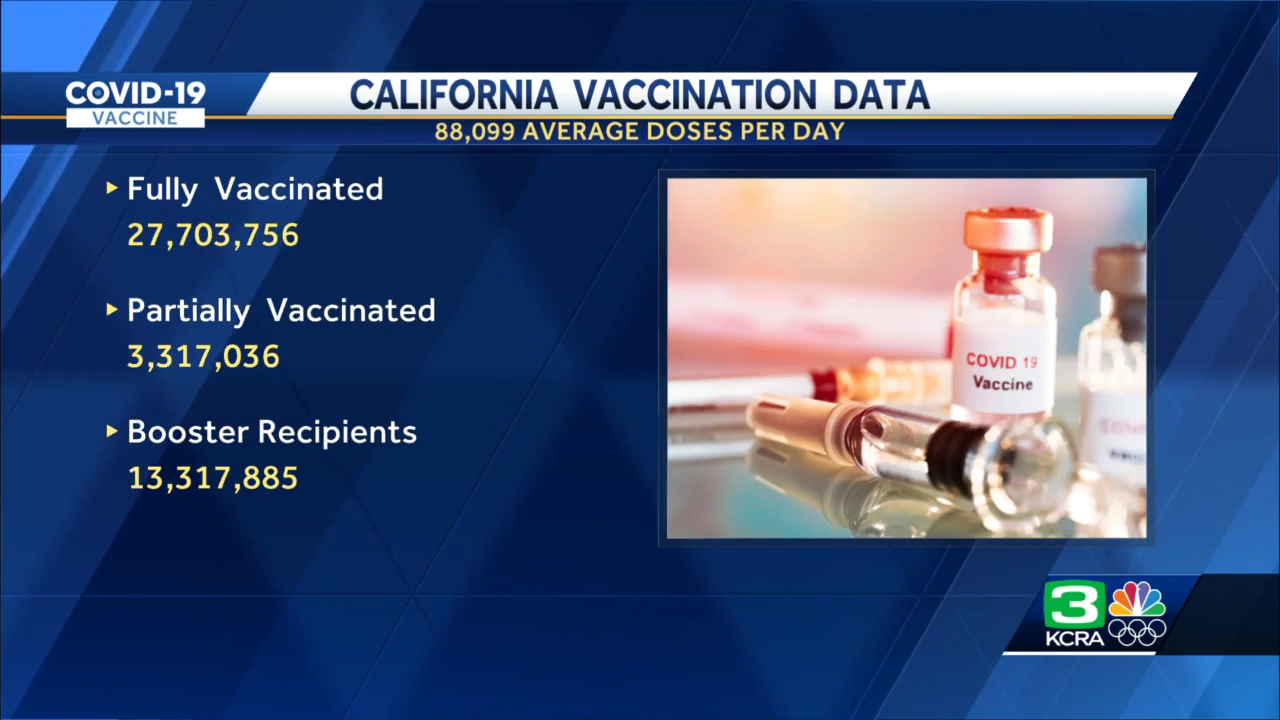 COVID-19
VACCINE
CALIFORNIA VACCINATION DATA
88,099 AVERAGE DOSES PER DAY
Fully Vaccinated
27,703,756
Partially Vaccinated
3,317,036
Booster Recipients
13,317,885
COVID 19
Vaccine
3
KCRA